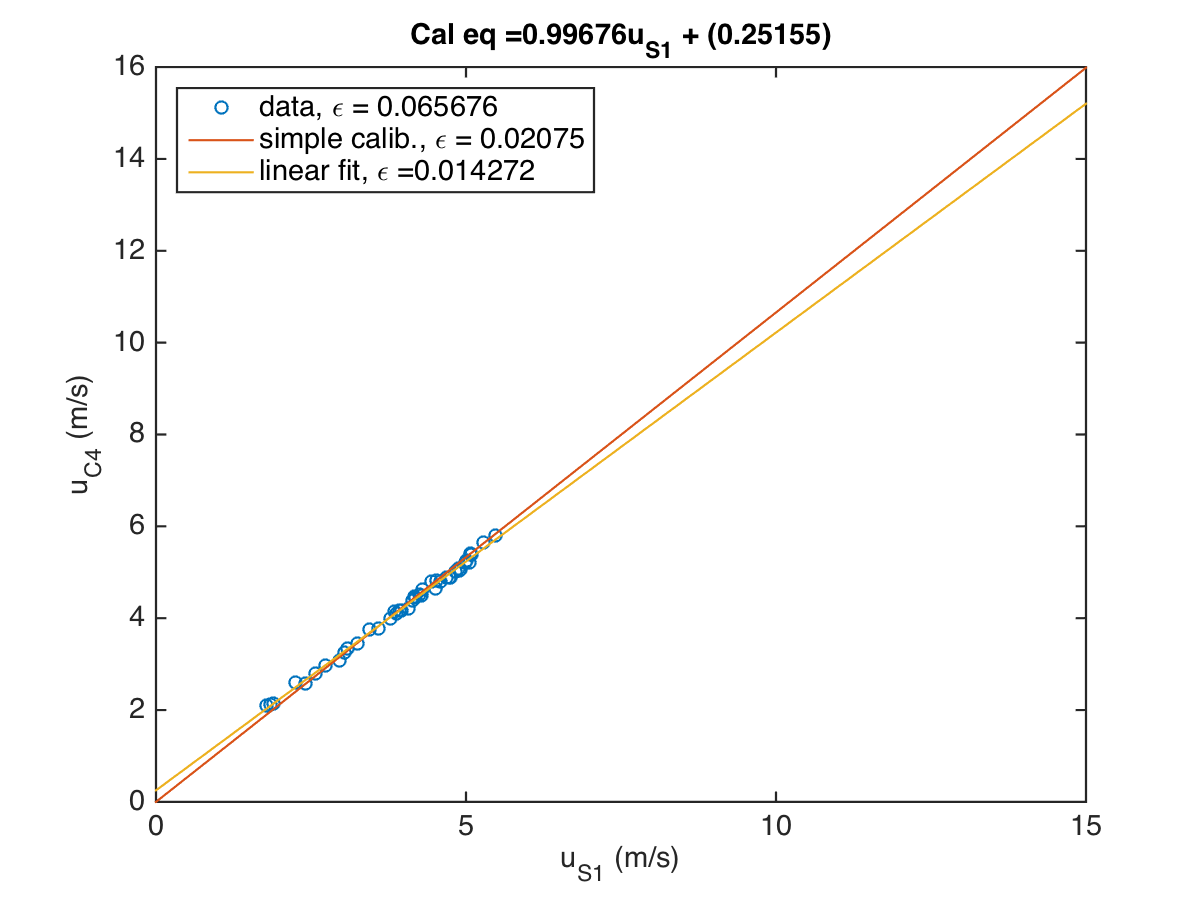 Cal eq =0.99676u_S1 + (0.25155)
16
14
12
10
8
6
4
2
0
data, ϵ = 0.065676
simple calib., ϵ = 0.02075
linear fit, ϵ =0.014272
u_C4 (m/s)
0 5 10 15
u_S1 (m/s)